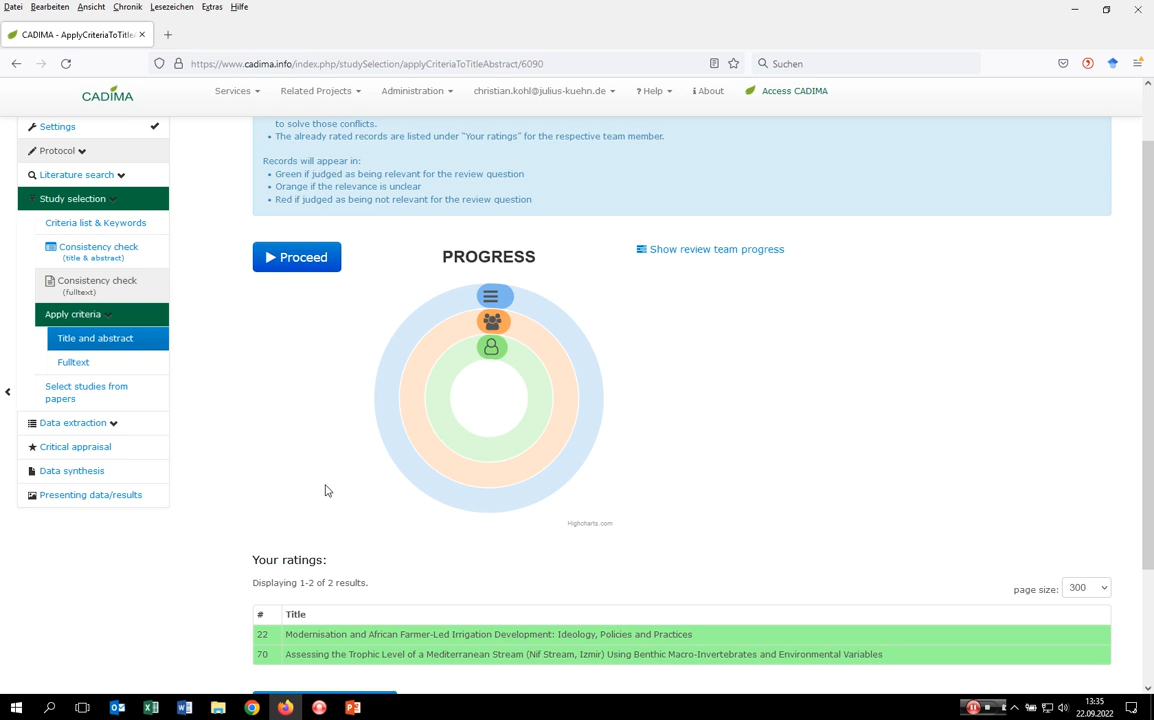 Datei Bearbeiten Ansicht Chronik Lesezeichen Extras Hilfe
CADIMA - ApplyCriteriaToTitle
https://www.cadima.info/index.php/studySelection/applyCriteriaToTitleAbstract/6090
Suchen
CADIMA
Services Related Projects Administration christian.kohl@julius-kuehn.de ? Help i About Access CADIMA
Settings
Protocol
Literature search
Study selection
Criteria list & Keywords
Consistency check
(title & abstract)
Consistency check
(fulltext)
Apply criteria
Title and abstract
Fulltext
Select studies from
papers
Data extraction
Critical appraisal
Data synthesis
Presenting data/results
to solve those conflicts.
• The already rated records are listed under "Your ratings" for the respective team member.
Records will appear in:
• Green if judged as being relevant for the review question
• Orange if the relevance is unclear
• Red if judged as being not relevant for the review question
Proceed
PROGRESS
Show review team progress
Highcharts.com
Your ratings:
Displaying 1-2 of 2 results.
page size: 300
# Title
22 Modernisation and African Farmer-Led Irrigation Development: Ideology, Policies and Practices
70 Assessing the Trophic Level of a Mediterranean Stream (Nif Stream, Izmir) Using Benthic Macro-Invertebrates and Environmental Variables
13:35
22.09.2022